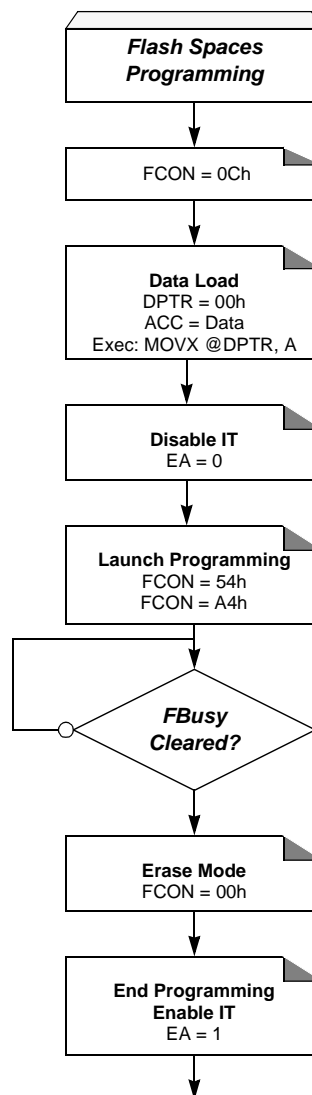 Flash Spaces
Programming
FCON = 0Ch
Data Load
DPTR = 00h
ACC = Data
Exec: MOVX @DPTR, A
Disable IT
EA = 0
Launch Programming
FCON = 54h
FCON = A4h
FBusy
Cleared?
Erase Mode
FCON = 00h
End Programming
Enable IT
EA = 1